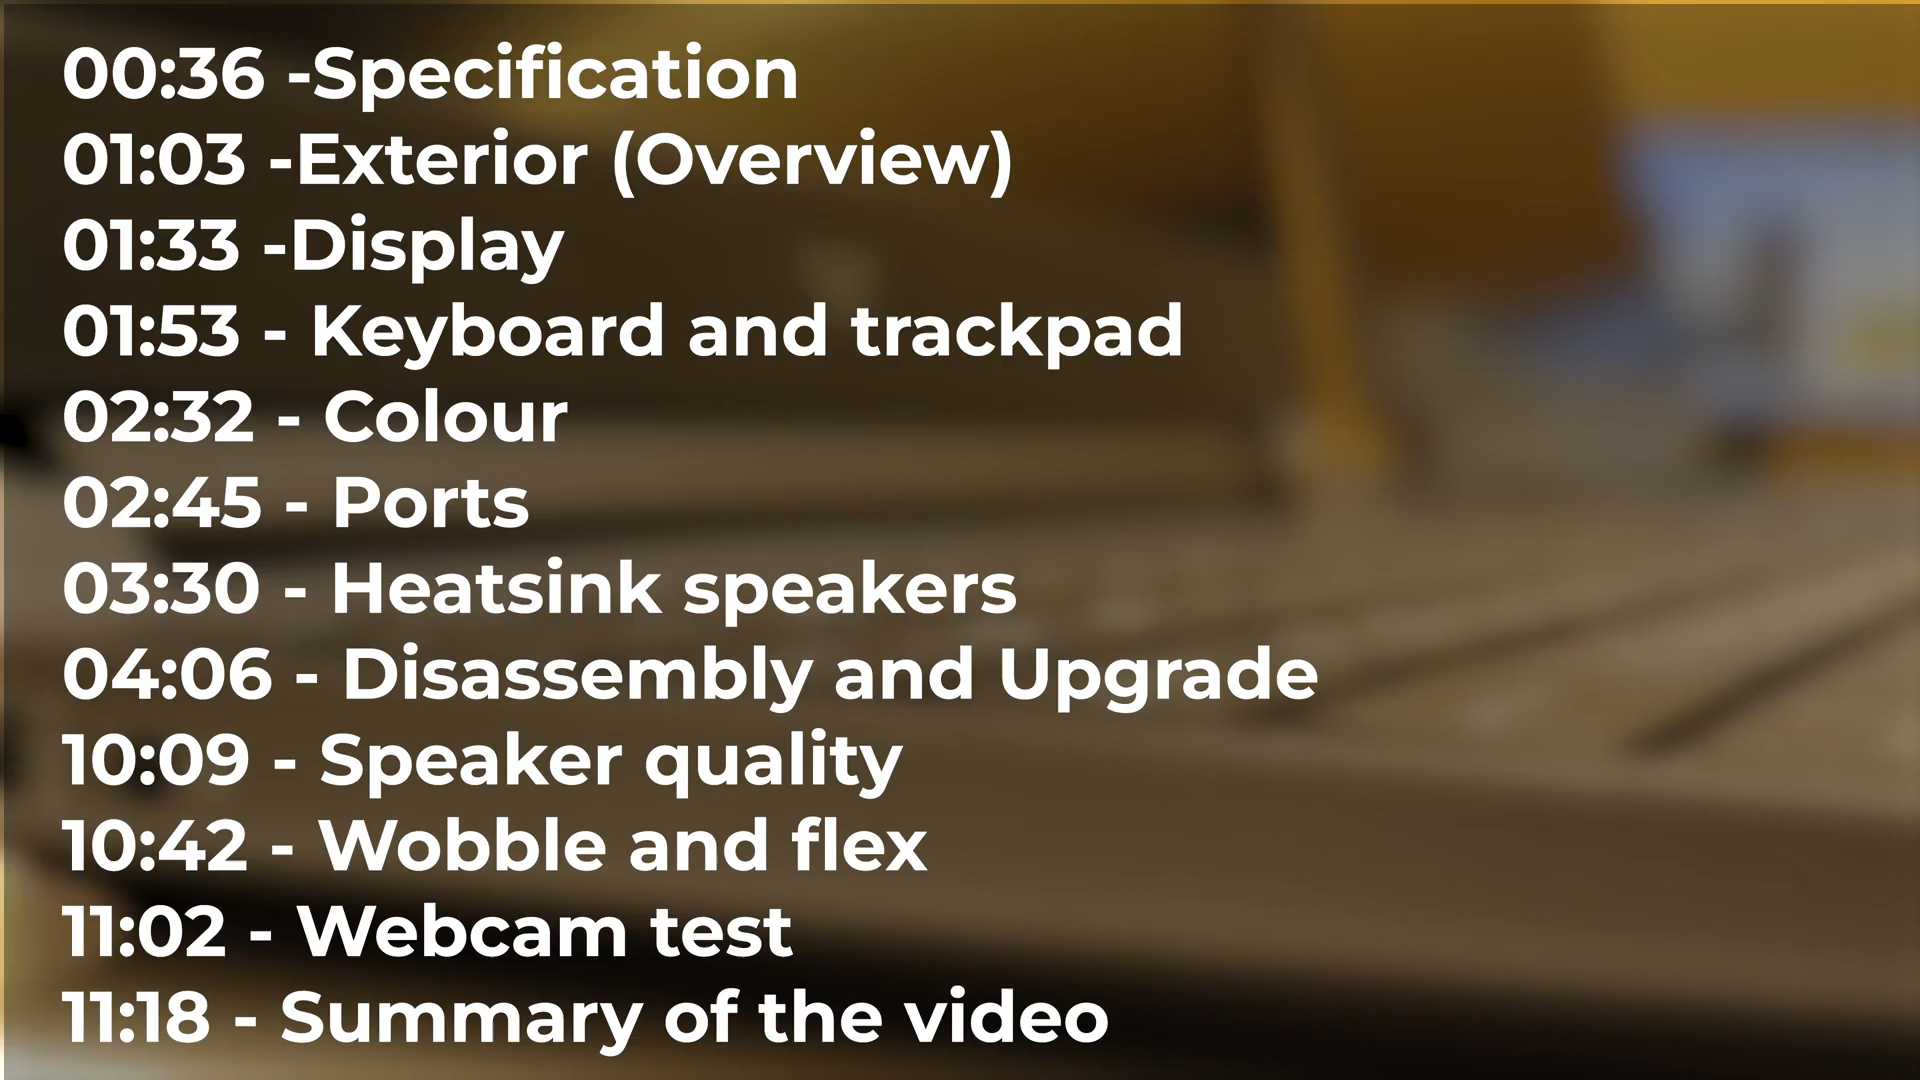 00:36 -Specification
01:03 -Exterior (Overview)
01:33 -Display
01:53 - Keyboard and trackpad
02:32 - Colour
02:45 - Ports
03:30 - Heatsink speakers
04:06 - Disassembly and Upgrade
10:09 - Speaker quality
10:42 - Wobble and flex
11:02 - Webcam test
11:18 - Summary of the video